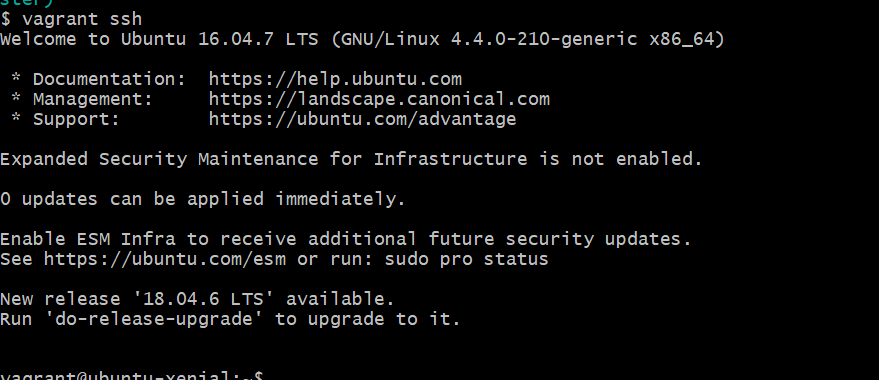 ster)
$ vagrant ssh
Welcome to Ubuntu 16.04.7 LTS (GNU/Linux 4.4.0-210-generic x86_64)
* Documentation:  https://help.ubuntu.com
* Management:     https://landscape.canonical.com
* Support:        https://ubuntu.com/advantage
Expanded Security Maintenance for Infrastructure is not enabled.
0 updates can be applied immediately.
Enable ESM Infra to receive additional future security updates.
See https://ubuntu.com/esm or run: sudo pro status
New release '18.04.6 LTS' available.
Run 'do-release-upgrade' to upgrade to it.
vagrant@ubuntu-xenial:~$